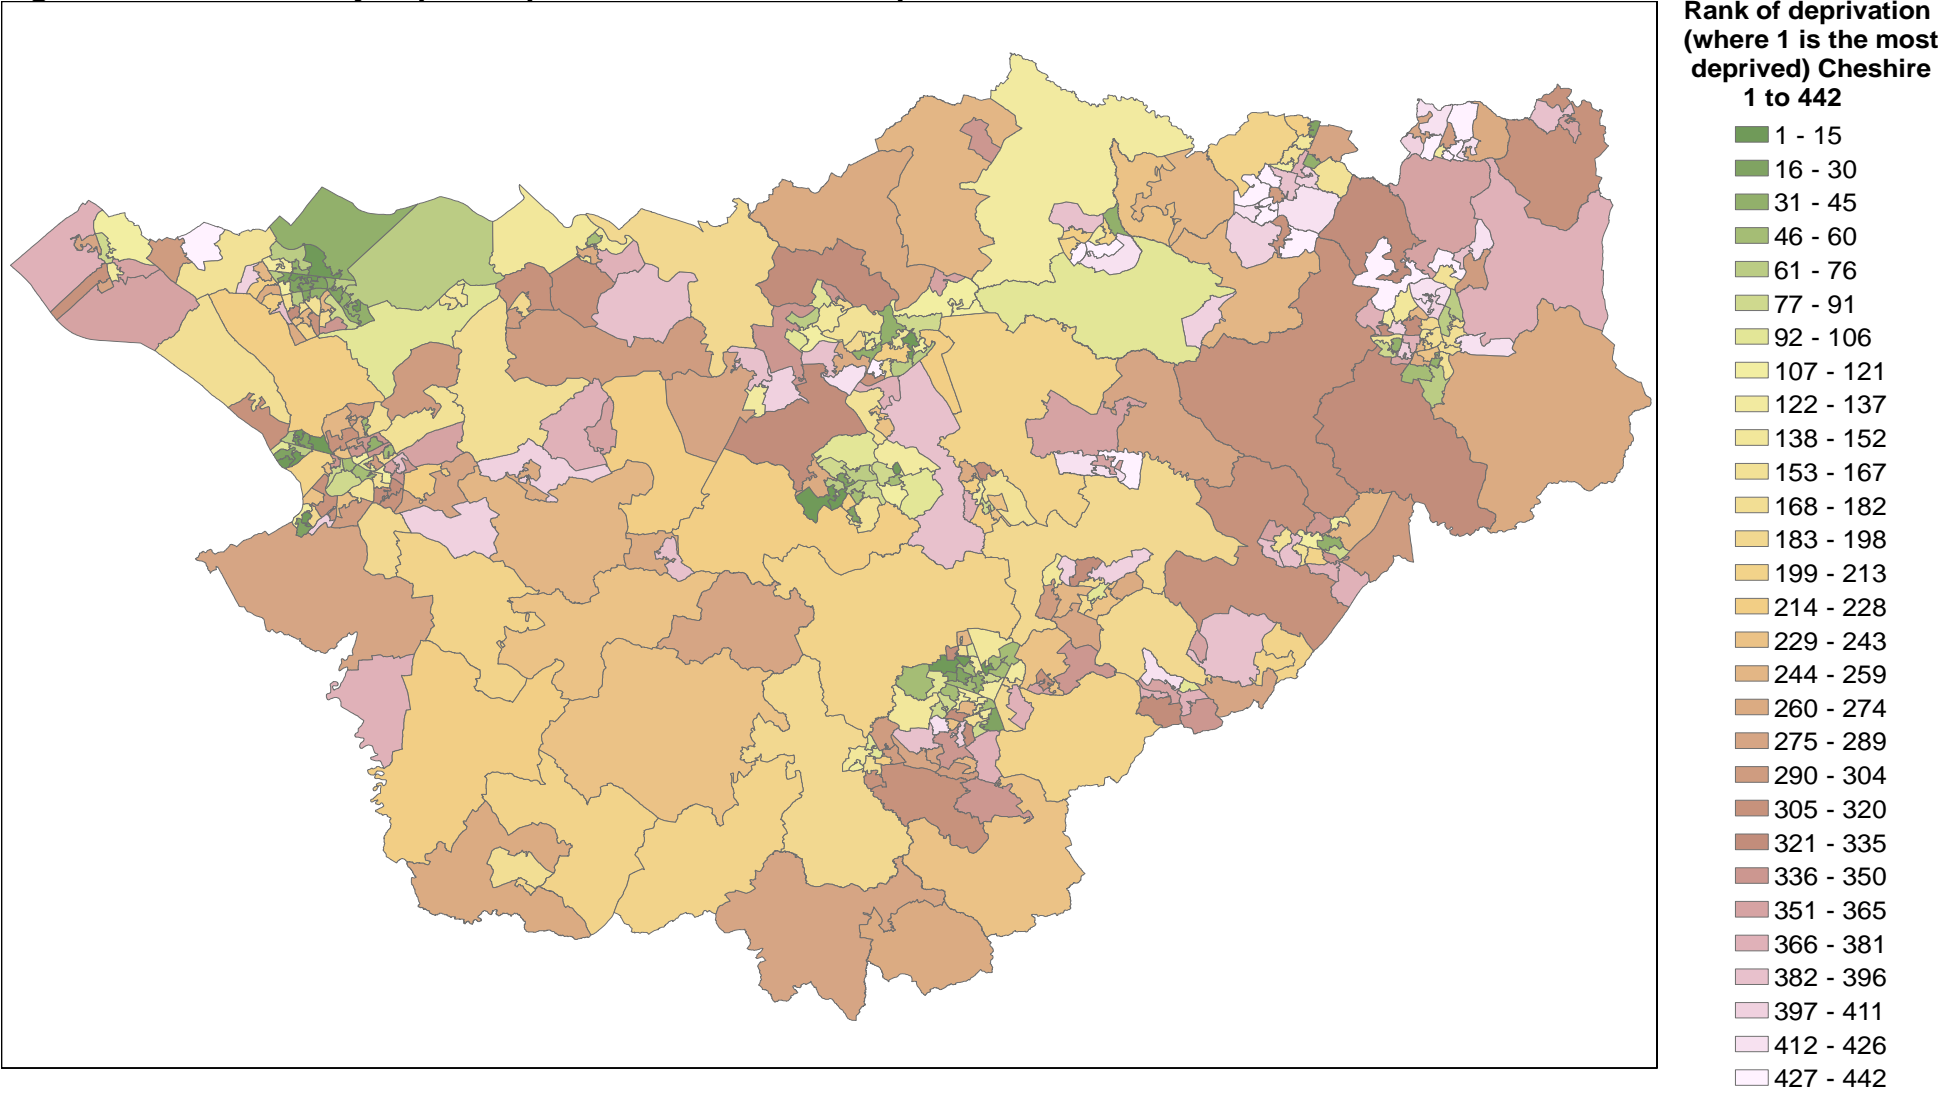 Rank of deprivation
(where 1 is the most
deprived) Cheshire
1 to 442
1 - 15
16 - 30
31 - 45
46 - 60
61 - 76
77 - 91
92 - 106
107 - 121
122 - 137
138 - 152
153 - 167
168 - 182
183 - 198
199 - 213
214 - 228
229 - 243
244 - 259
260 - 274
275 - 289
290 - 304
305 - 320
321 - 335
336 - 350
351 - 365
366 - 381
382 - 396
397 - 411
412 - 426
427 - 442